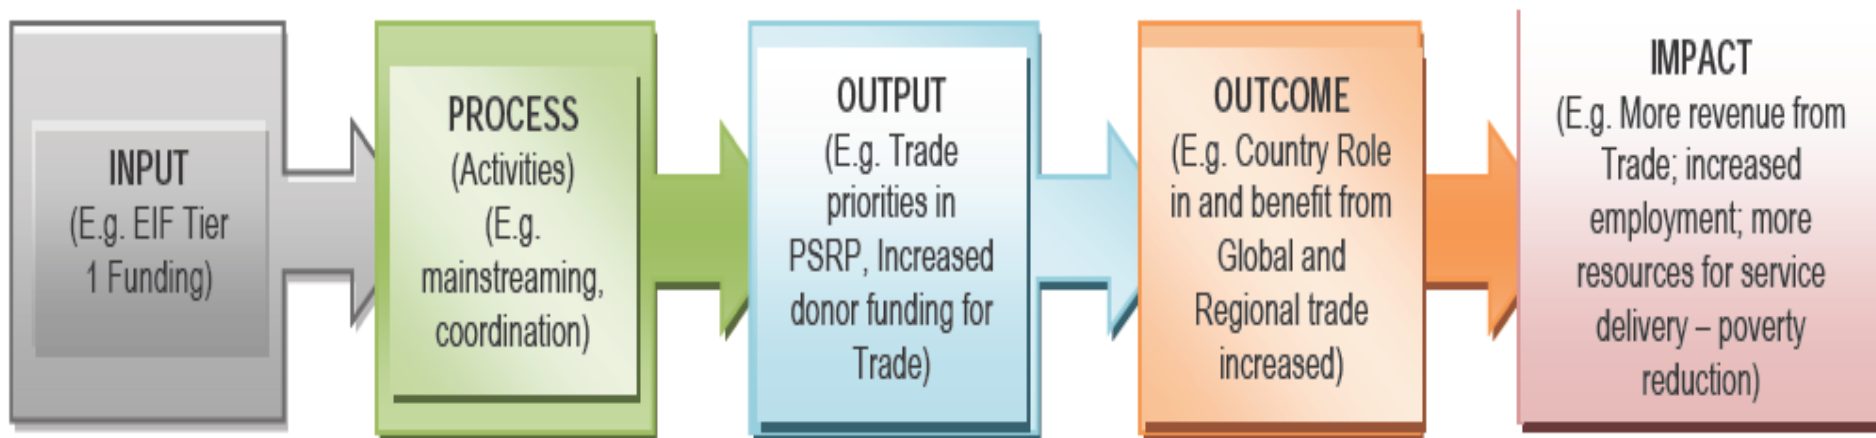 INPUT
(E.g. EIF Tier
1 Funding)
PROCESS
(Activities)
(E.g.
mainstreaming,
coordination)
OUTPUT
(E.g. Trade
priorities in
PSRP, Increased
donor funding for
Trade)
OUTCOME
(E.g. Country Role
in and benefit from
Global and
Regional trade
increased)
IMPACT
(E.g. More revenue from
Trade; increased
employment; more
resources for service
delivery – poverty
reduction)